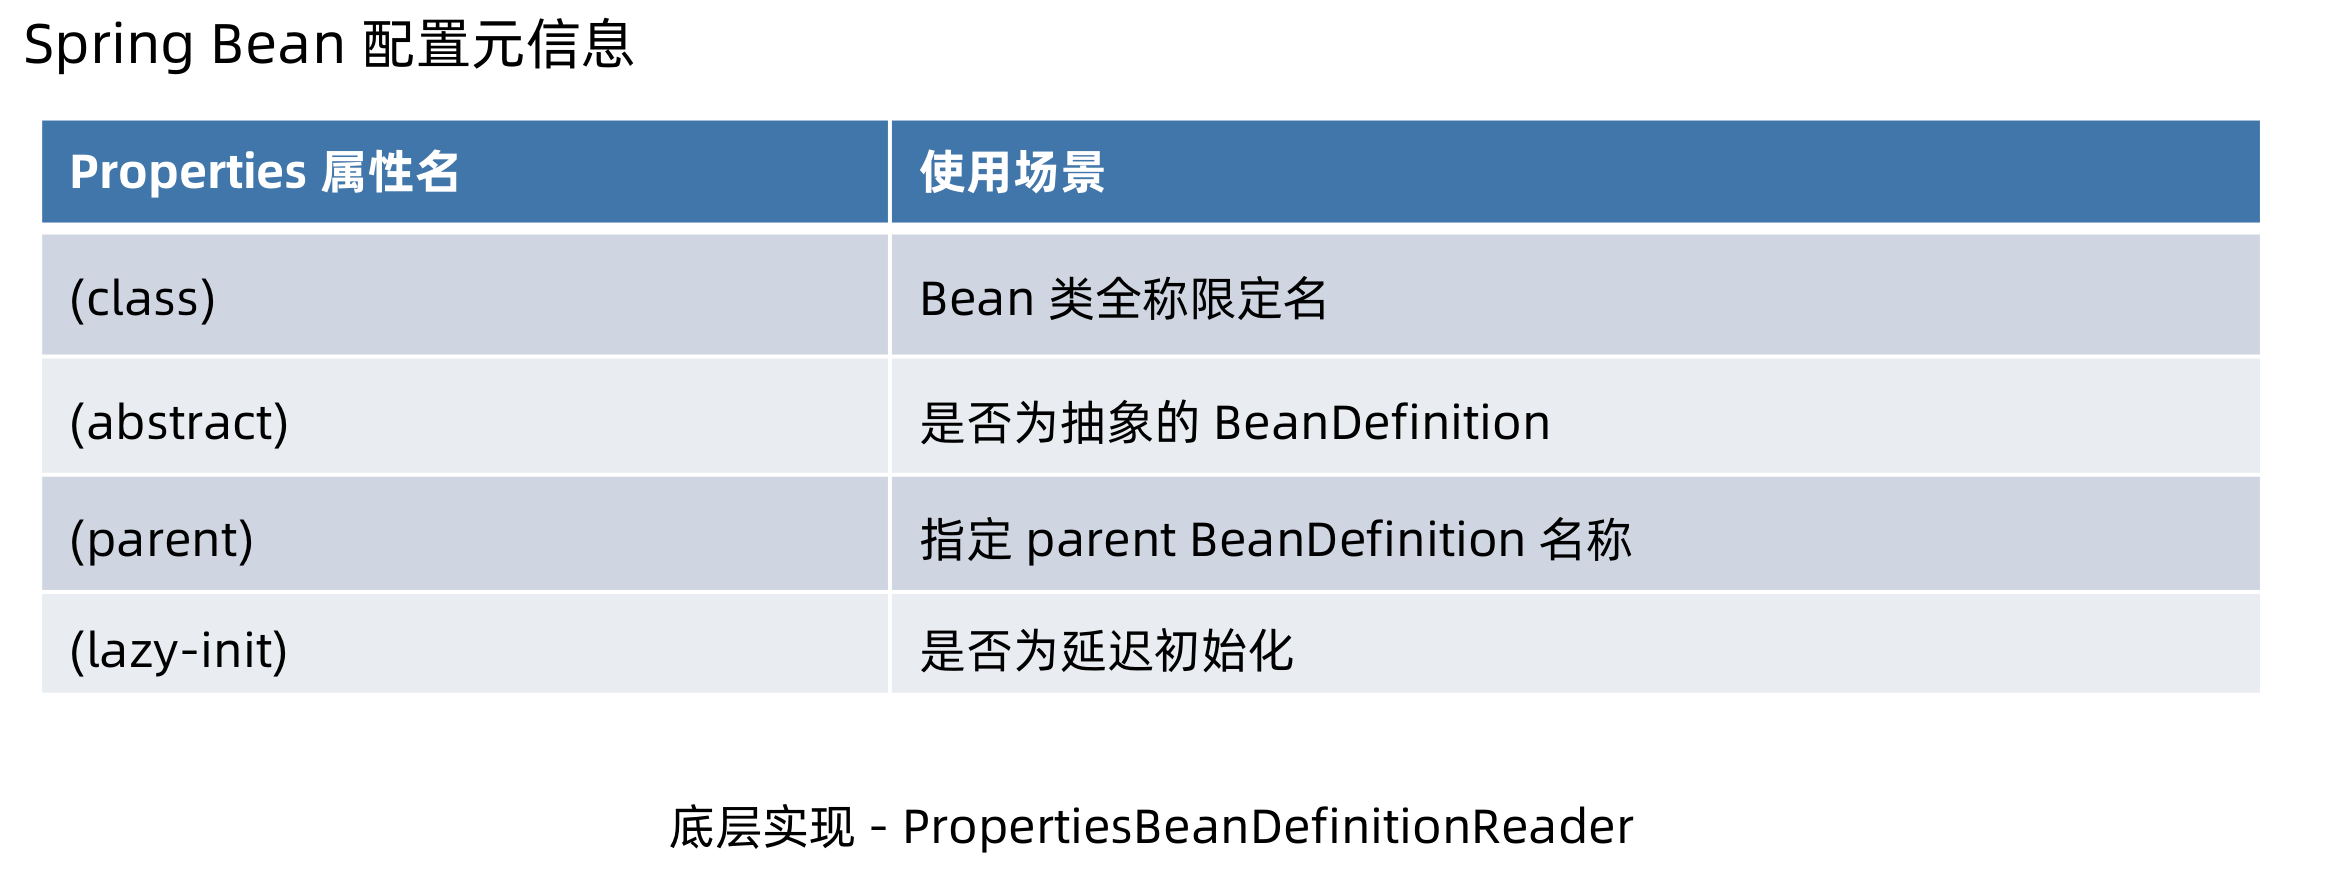 Spring Bean 配置元信息
Properties 属性名 使用场景
(class) Bean 类全称限定名
(abstract) 是否为抽象的 BeanDefinition
(parent) 指定 parent BeanDefinition 名称
(lazy-init) 是否为延迟初始化
底层实现 - PropertiesBeanDefinitionReader